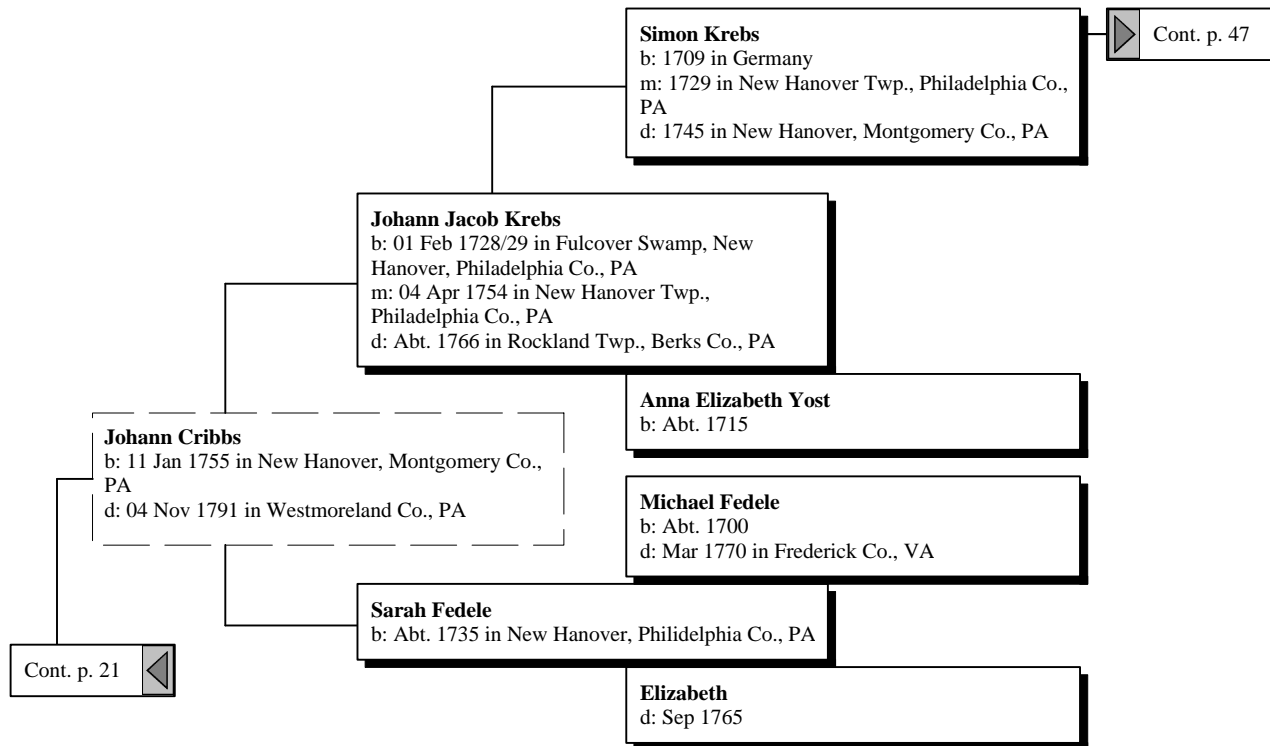 Simon Krebs
b: 1709 in Germany
m: 1729 in New Hanover Twp., Philadelphia Co.,
PA
d: 1745 in New Hanover, Montgomery Co., PA
Cont. p. 47
Johann Jacob Krebs
b: 01 Feb 1728/29 in Fulcover Swamp, New
Hanover, Philadelphia Co., PA
m: 04 Apr 1754 in New Hanover Twp.,
Philadelphia Co., PA
d: Abt. 1766 in Rockland Twp., Berks Co., PA
Anna Elizabeth Yost
b: Abt. 1715
Johann Cribbs
b: 11 Jan 1755 in New Hanover, Montgomery Co.,
PA
d: 04 Nov 1791 in Westmoreland Co., PA
Michael Fedele
b: Abt. 1700
d: Mar 1770 in Frederick Co., VA
Sarah Fedele
b: Abt. 1735 in New Hanover, Philidelphia Co., PA
Cont. p. 21
Elizabeth
d: Sep 1765